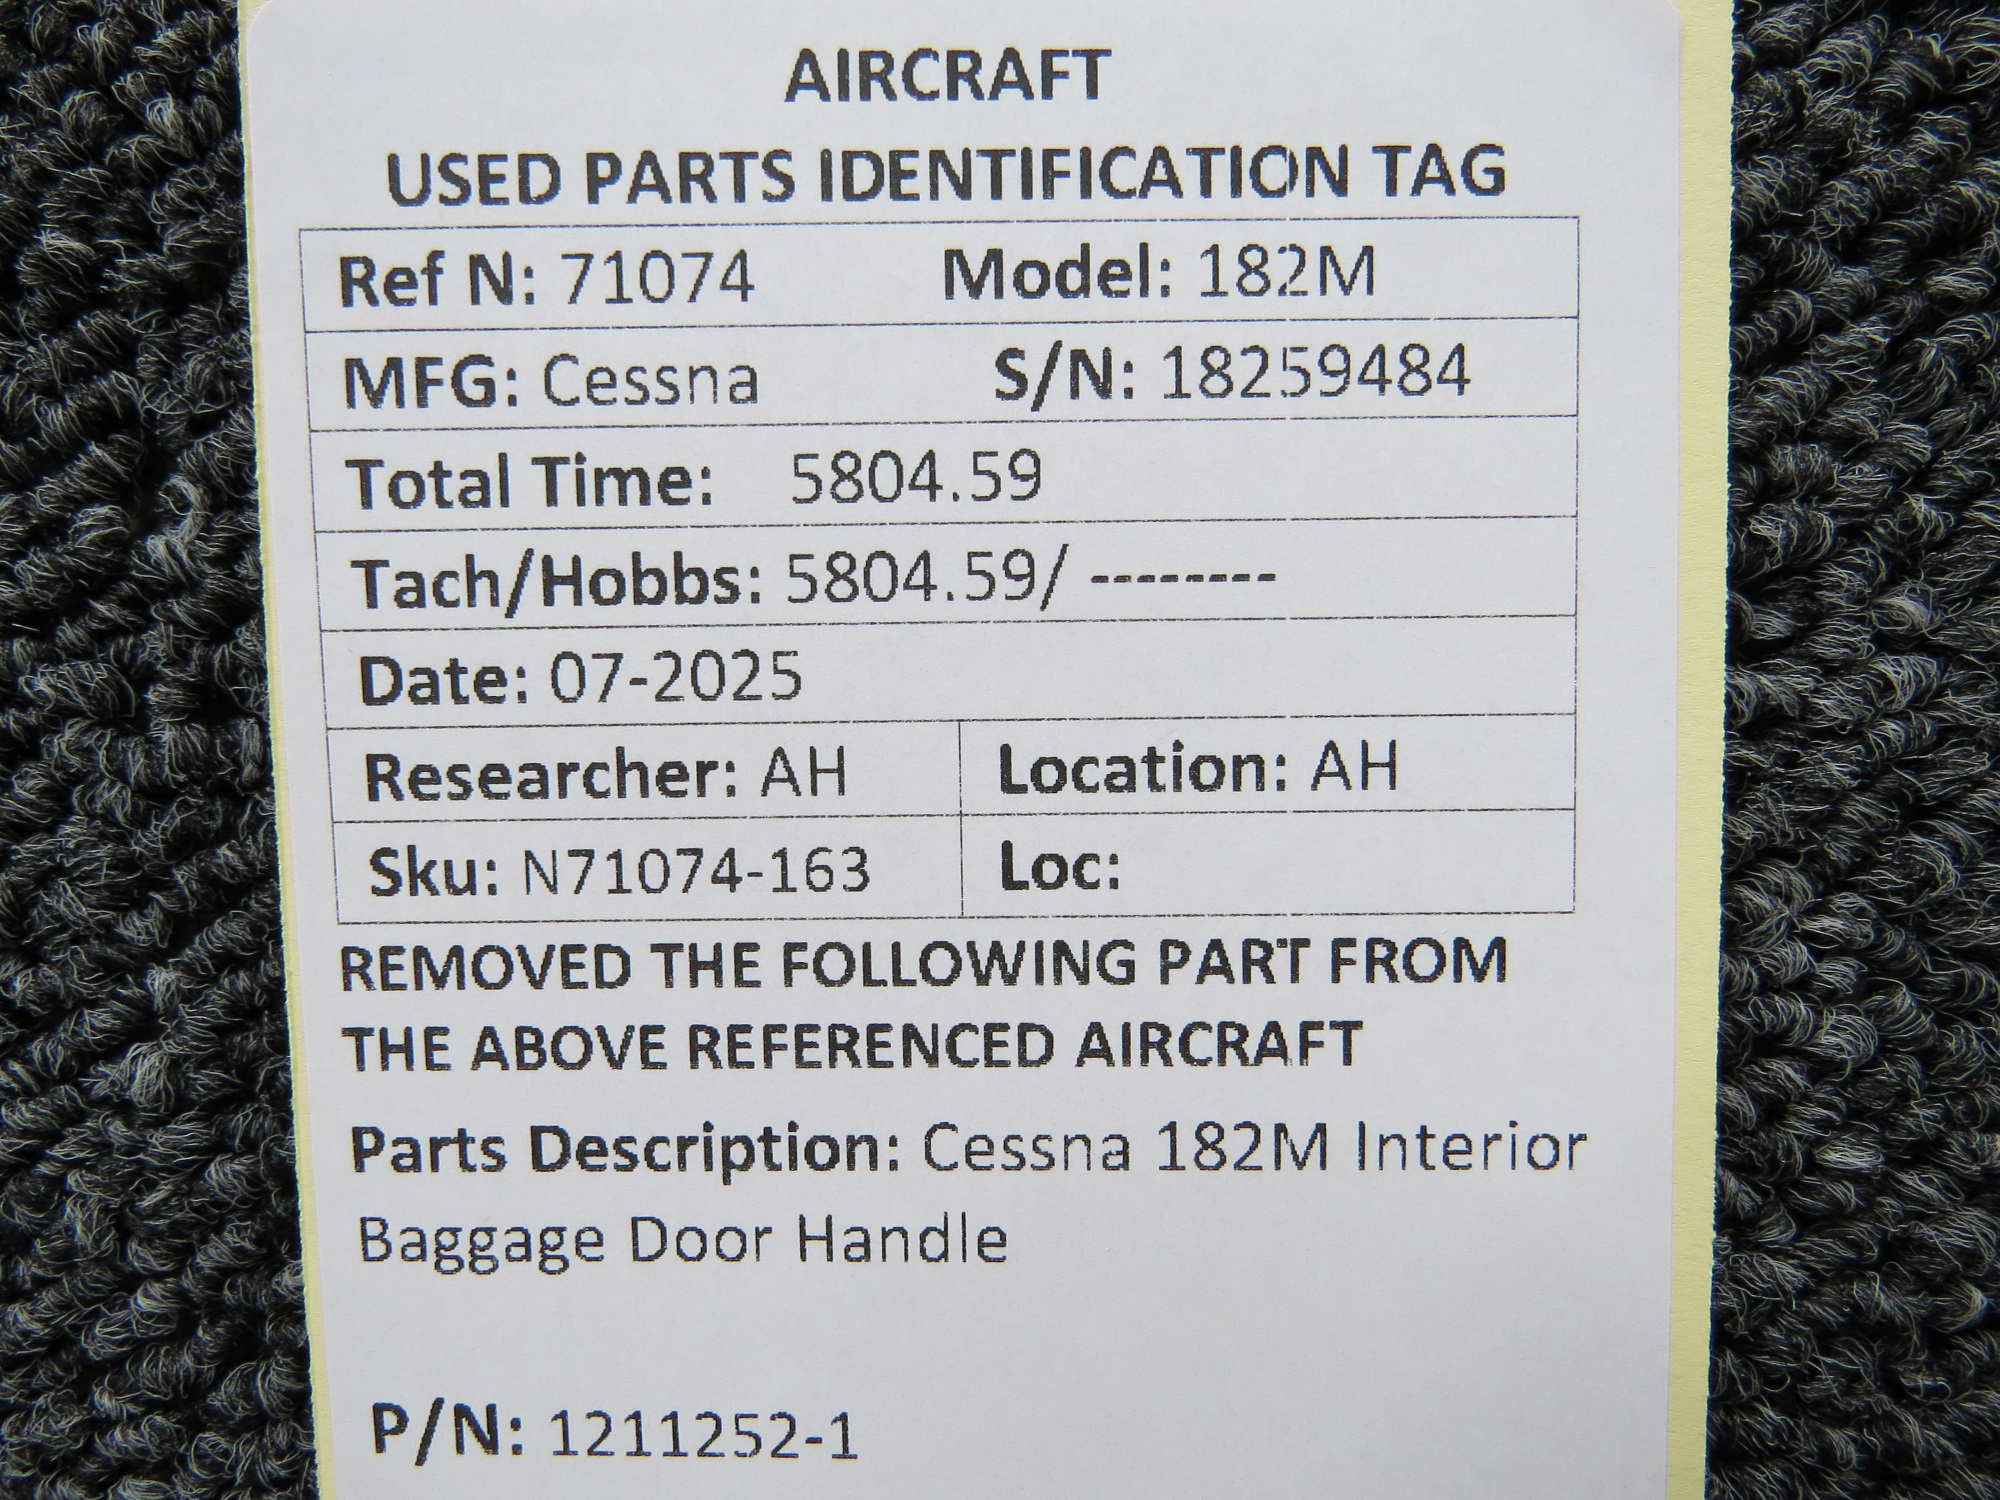 AIRCRAFT
USED PARTS IDENTIFICATION TAG
Ref N: 71074 Model: 182M
MFG: Cessna S/N: 18259484
Total Time: 5804.59
Tach/Hobbs: 5804.59/ --------
Date: 07-2025
Researcher: AH Location: AH
Sku: N71074-163 Loc:
REMOVED THE FOLLOWING PART FROM
THE ABOVE REFERENCED AIRCRAFT
Parts Description: Cessna 182M Interior
Baggage Door Handle
P/N: 1211252-1